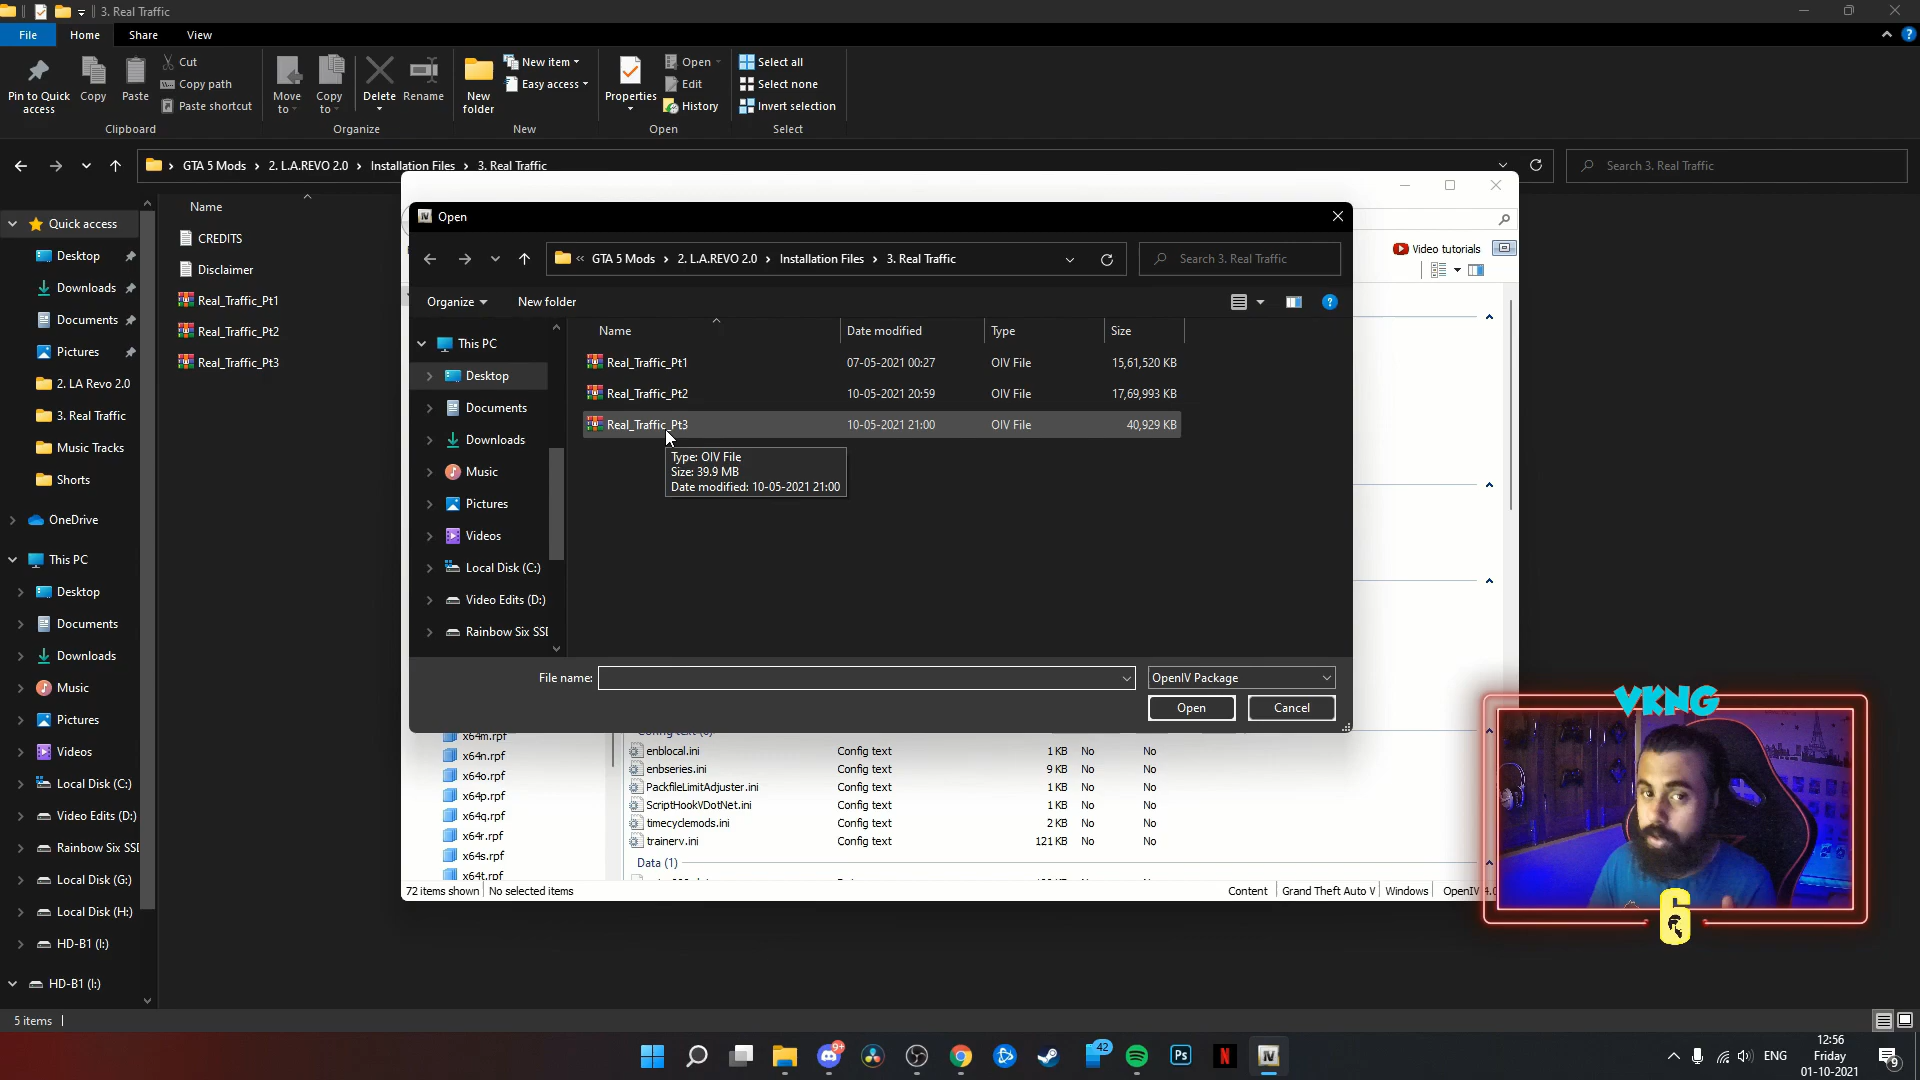 3. Real Traffic
File
Home
Share
View
Pin to Quick access
Copy
Paste
Cut
Copy path
Paste shortcut
Move to
Copy to
Delete
Rename
New folder
New item
Easy access
Properties
Open
Edit
History
Select all
Select none
Invert selection
Clipboard
Organize
New
Open
Select
GTA 5 Mods
2. L.A.REVO 2.0
Installation Files
3. Real Traffic
Search 3. Real Traffic
Quick access
Desktop
Downloads
Documents
Pictures
2. LA Revo 2.0
3. Real Traffic
Music Tracks
Shorts
OneDrive
This PC
Desktop
Documents
Downloads
Music
Pictures
Videos
Local Disk (C:)
Video Edits (D:)
Rainbow Six SSI
Local Disk (G:)
Local Disk (H:)
HD-B1 (I:)
HD-B1 (I:)
Name
CREDITS
Disclaimer
Real_Traffic_Pt1
Real_Traffic_Pt2
Real_Traffic_Pt3
Open
« GTA 5 Mods
2. L.A.REVO 2.0
Installation Files
3. Real Traffic
Search 3. Real Traffic
Organize
New folder
This PC
Desktop
Documents
Downloads
Music
Pictures
Videos
Local Disk (C:)
Video Edits (D:)
Rainbow Six SSI
Name Date modified Type Size
Real_Traffic_Pt1 07-05-2021 00:27 OIV File 15,61,520 KB
Real_Traffic_Pt2 10-05-2021 20:59 OIV File 17,69,993 KB
Real_Traffic_Pt3 10-05-2021 21:00 OIV File 40,929 KB
Type: OIV File
Size: 39.9 MB
Date modified: 10-05-2021 21:00
File name:
OpenIV Package
Open
Cancel
Video tutorials
x64m.rpf
x64n.rpf
x64o.rpf
x64p.rpf
x64q.rpf
x64r.rpf
x64s.rpf
x64t.rpf
enblocal.ini Config text 1 KB No No
enbseries.ini Config text 9 KB No No
PackfileLimitAdjuster.ini Config text 1 KB No No
ScriptHookVDotNet.ini Config text 1 KB No No
timecyclemods.ini Config text 2 KB No No
trainerv.ini Config text 121 KB No No
Data (1)
72 items shown
No selected items
Content
Grand Theft Auto V
Windows
OpenIV 4.0
VKNG
6
5 items
9+
42
Ps
N
IV
ENG
12:56
Friday
01-10-2021
9